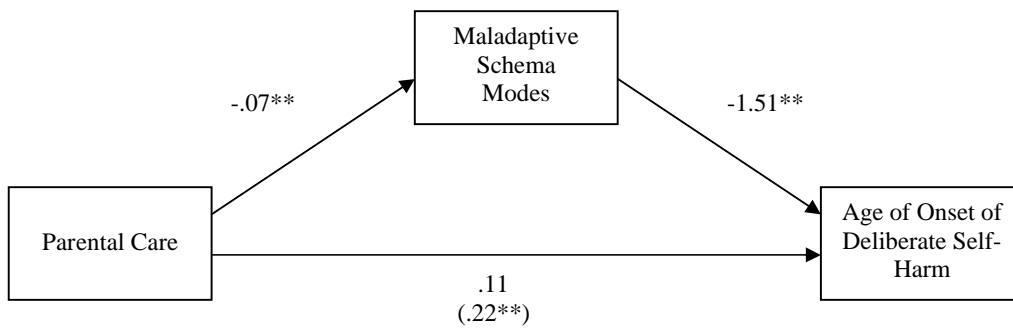 Maladaptive
Schema
Modes
-.07**
-1.51**
Parental Care
Age of Onset of
Deliberate Self-
Harm
.11
(.22**)